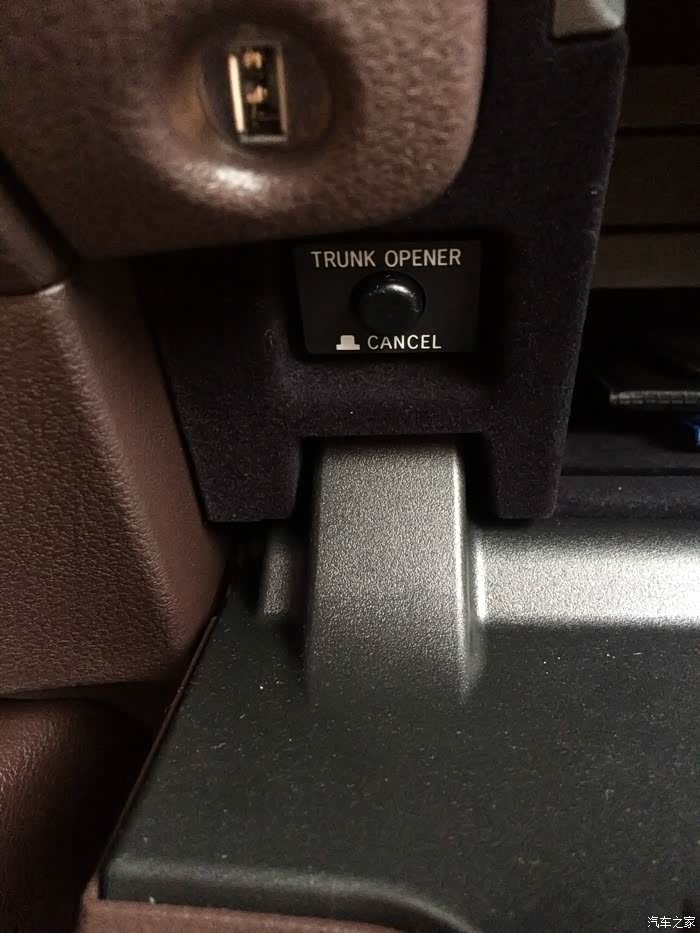 TRUNK OPENER
CANCEL
汽车之家